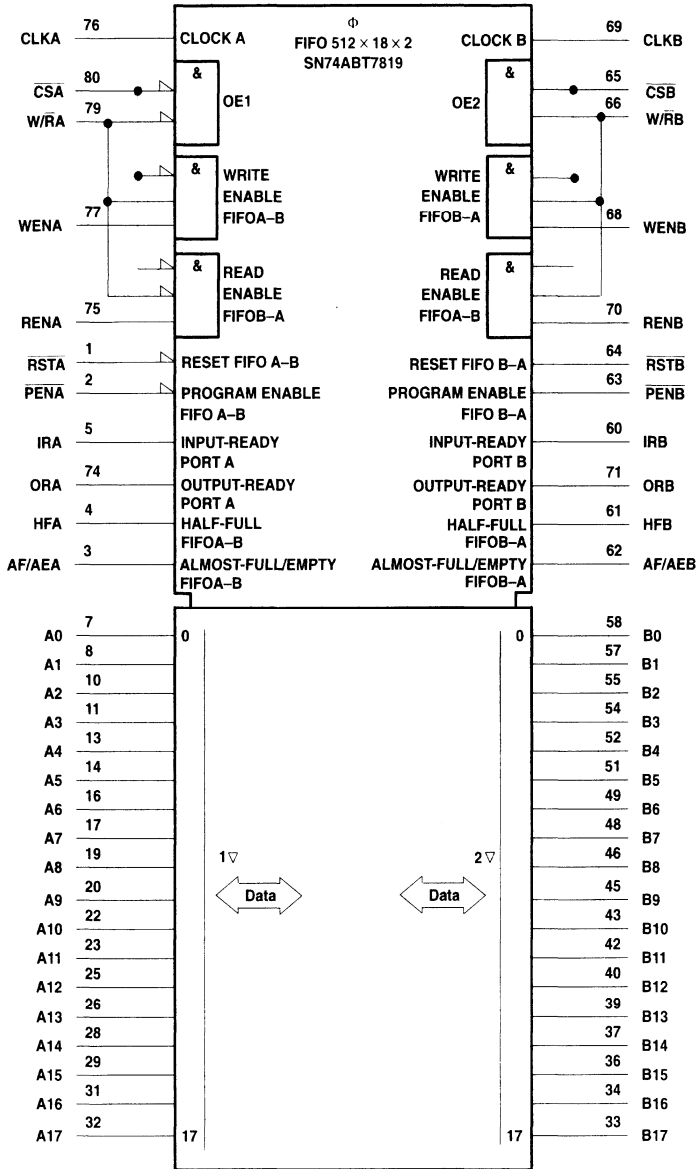 Φ
FIFO 512 × 18 × 2
SN74ABT7819
CLKA 76 CLOCK A CLOCK B 69 CLKB
CSA 80 & OE1 OE2 & 65 CSB
W/RA 79 66 W/RB
& WRITE ENABLE FIFOA–B
WRITE ENABLE FIFOB–A &
WENA 77 68 WENB
& READ ENABLE FIFOB–A
READ ENABLE FIFOA–B &
RENA 75 70 RENB
RSTA 1 RESET FIFO A–B RESET FIFO B–A 64 RSTB
PENA 2 PROGRAM ENABLE FIFO A–B PROGRAM ENABLE FIFO B–A 63 PENB
IRA 5 INPUT-READY PORT A INPUT-READY PORT B 60 IRB
ORA 74 OUTPUT-READY PORT A OUTPUT-READY PORT B 71 ORB
HFA 4 HALF-FULL FIFOA–B HALF-FULL FIFOB–A 61 HFB
AF/AEA 3 ALMOST-FULL/EMPTY FIFOA–B ALMOST-FULL/EMPTY FIFOB–A 62 AF/AEB
A0 7 0 0 58 B0
A1 8 57 B1
A2 10 55 B2
A3 11 54 B3
A4 13 52 B4
A5 14 51 B5
A6 16 49 B6
A7 17 48 B7
1▽ 2▽
A8 19 46 B8
Data Data
A9 20 45 B9
A10 22 43 B10
A11 23 42 B11
A12 25 40 B12
A13 26 39 B13
A14 28 37 B14
A15 29 36 B15
A16 31 34 B16
A17 32 17 17 33 B17